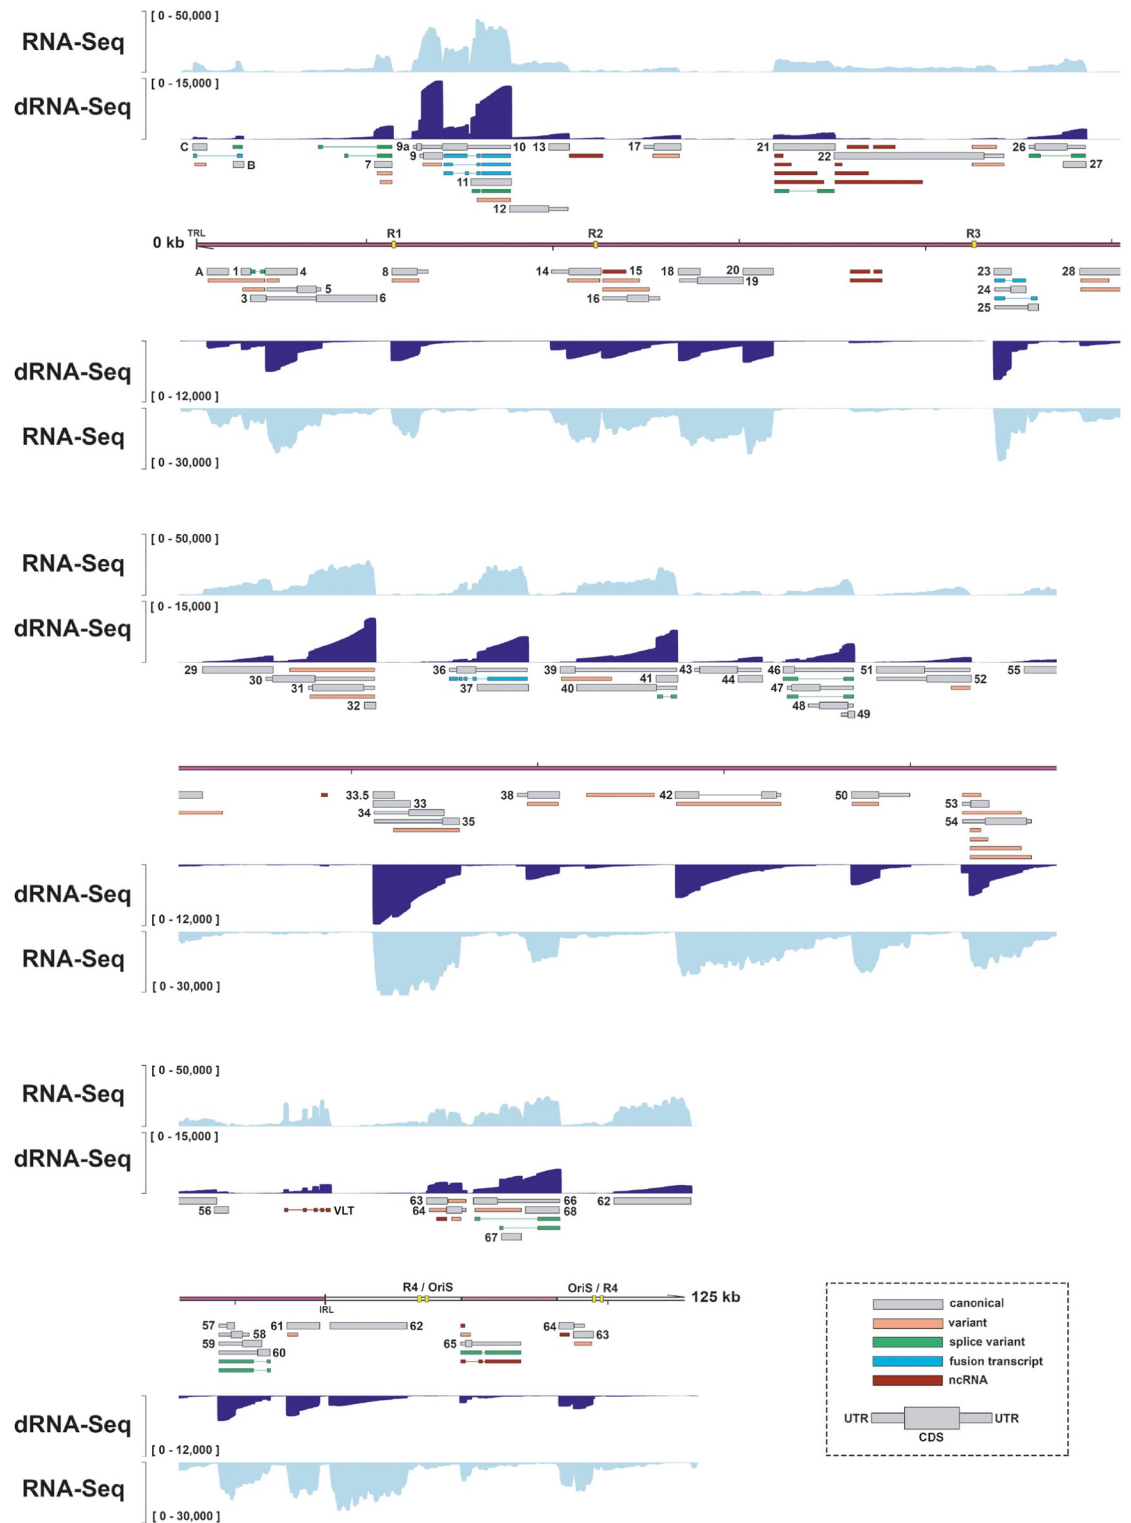 [ 0 - 50,000 ]
RNA-Seq
[ 0 - 15,000 ]
dRNA-Seq
C 9a 10 13 17 21 26
B 7 9 22 27
11
12
0 kb TRL R1 R2 R3
A 1 4 8 14 15 18 20 23 28
5 19 24
3 6 16 25
dRNA-Seq
[ 0 - 12,000 ]
RNA-Seq
[ 0 - 30,000 ]
[ 0 - 50,000 ]
RNA-Seq
[ 0 - 15,000 ]
dRNA-Seq
29 36 39 43 46 51 55
30 41 44 52
31 37 40 47
32 48 49
33.5 38 42 50
33 53
34 35 54
dRNA-Seq
[ 0 - 12,000 ]
RNA-Seq
[ 0 - 30,000 ]
[ 0 - 50,000 ]
RNA-Seq
[ 0 - 15,000 ]
dRNA-Seq
63 66 62
56 VLT 64 68
67
R4 / OriS OriS / R4
125 kb
IRL
57 61 62 64
58 63
59 65
60
canonical
variant
splice variant
fusion transcript
ncRNA
UTR UTR
CDS
dRNA-Seq
[ 0 - 12,000 ]
RNA-Seq
[ 0 - 30,000 ]